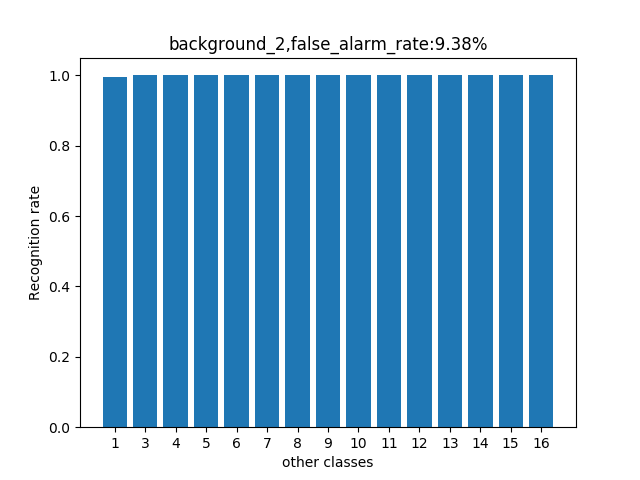 background_2,false_alarm_rate:9.38%
1.0
0.8
0.6
0.4
0.2
0.0
Recognition rate
1 3 4 5 6 7 8 9 10 11 12 13 14 15 16
other classes